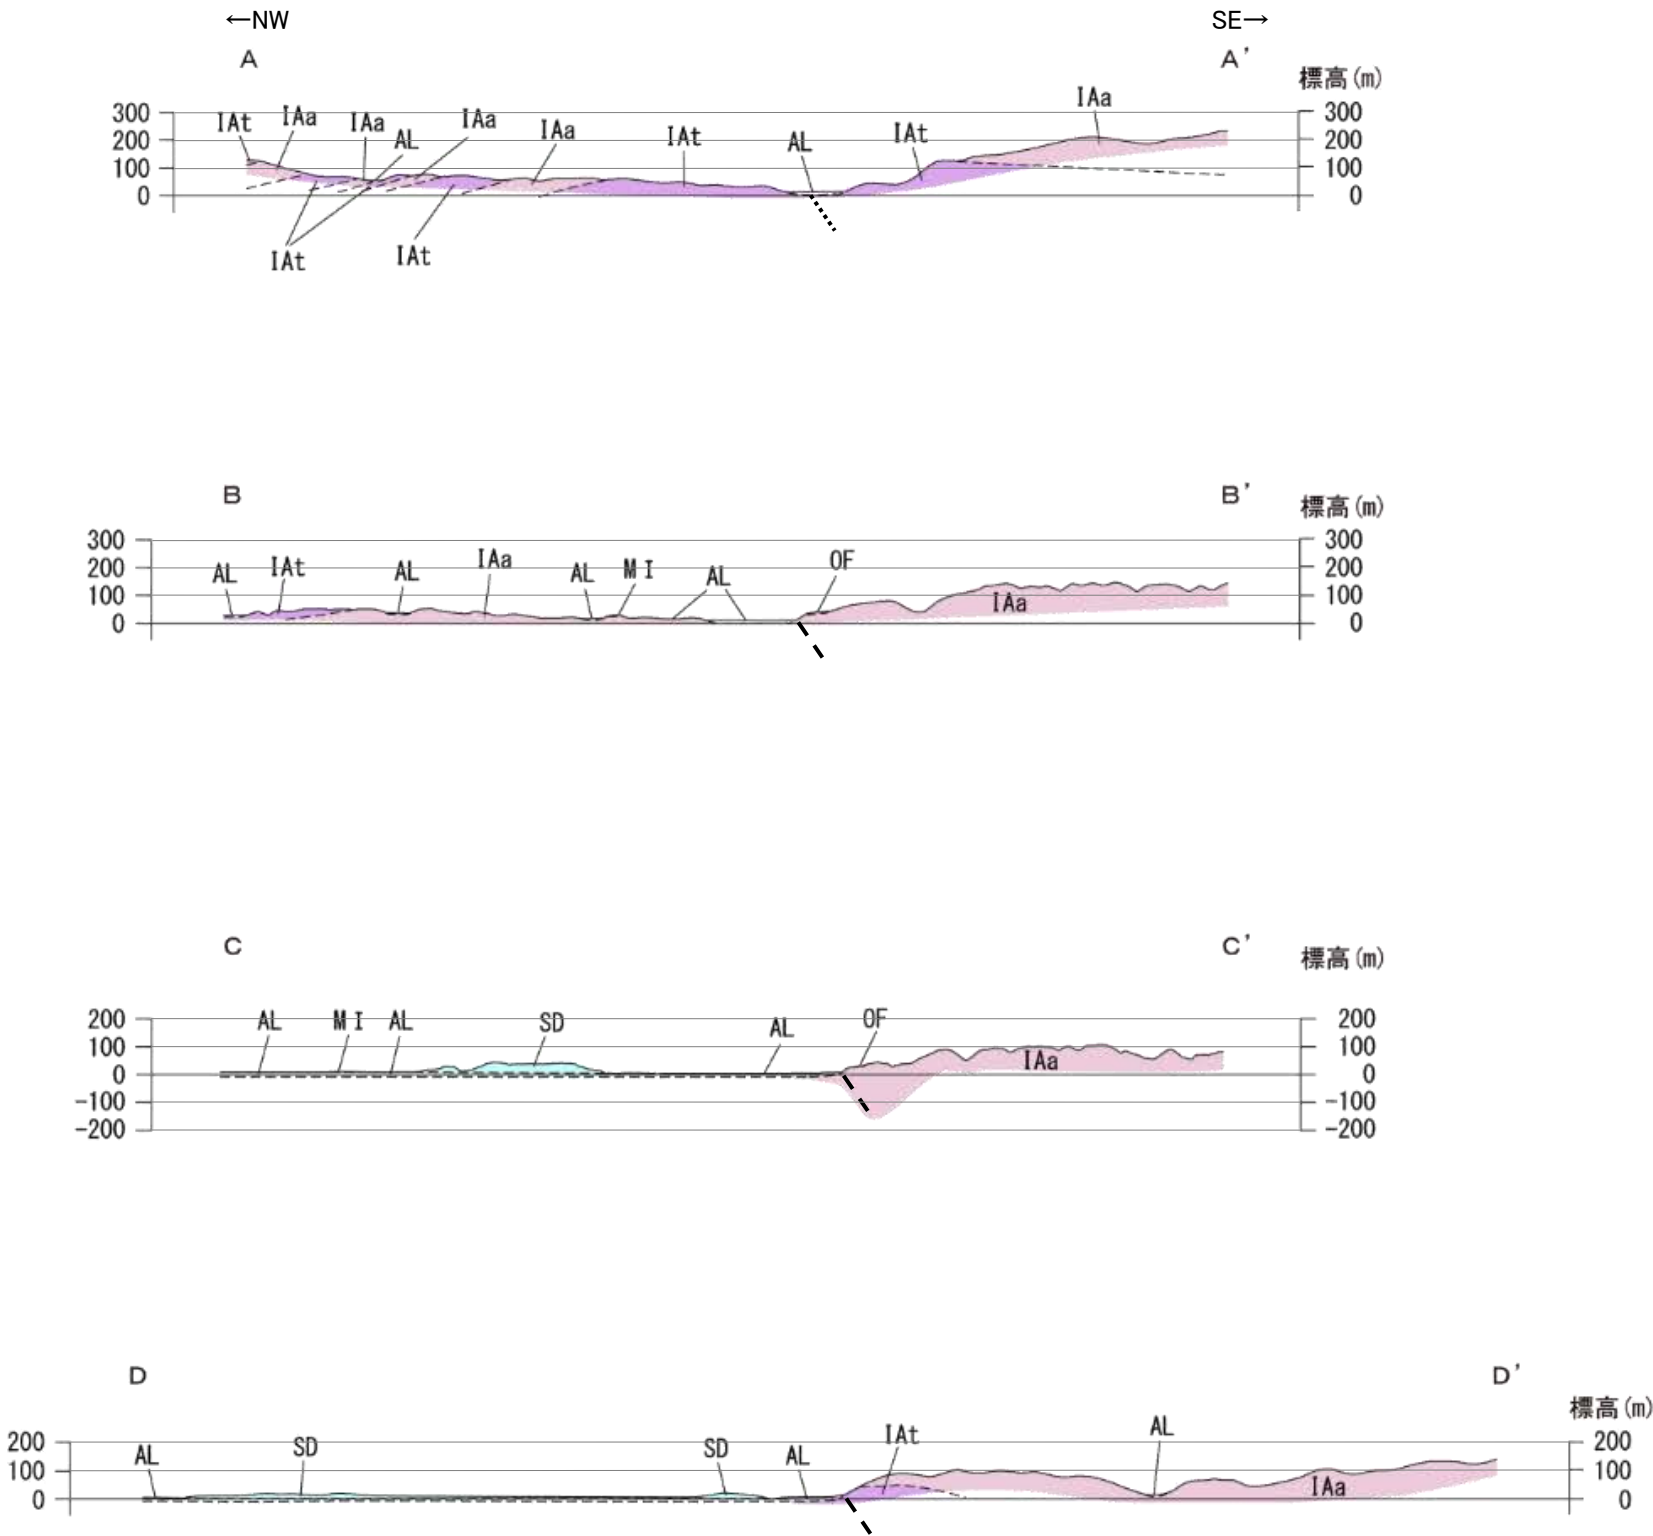 ←NW SE→
A A’
標高(m)
IAt IAa IAa AL IAa IAa IAt AL IAt IAa
300 300
200 200
100 100
0 0
IAt IAt
B B’
標高(m)
300 300
200 200
100 100
0 0
AL IAt AL IAa AL MI AL OF
IAa
C C’
標高(m)
200 200
100 100
0 0
-100 -100
-200 -200
AL MI AL SD AL OF
IAa
D D’
標高(m)
200 200
100 100
0 0
AL SD SD AL IAt AL
IAa